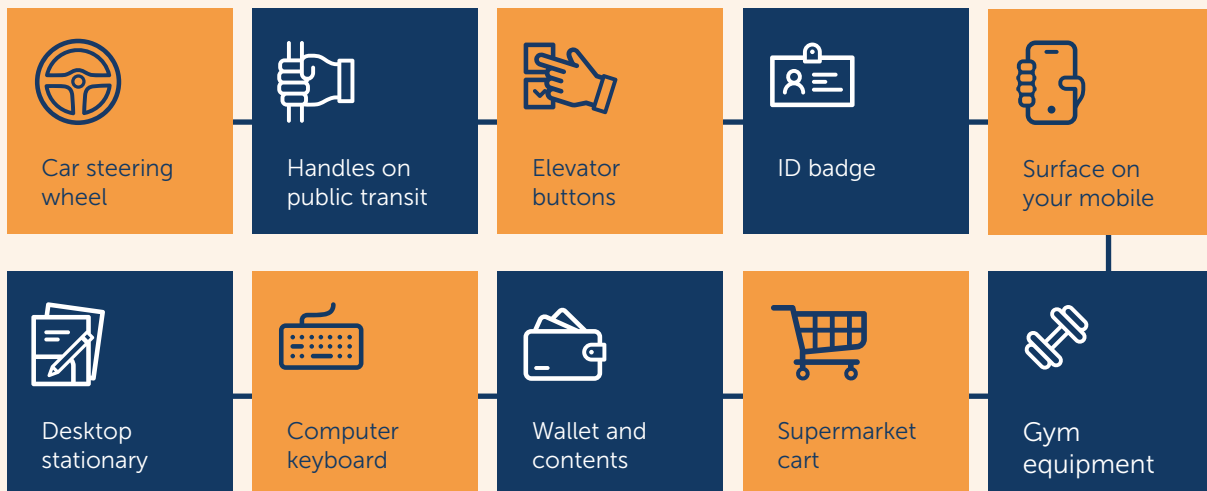 Car steering
wheel
Handles on
public transit
Elevator
buttons
ID badge
Surface on
your mobile
Desktop
stationary
Computer
keyboard
Wallet and
contents
Supermarket
cart
Gym
equipment